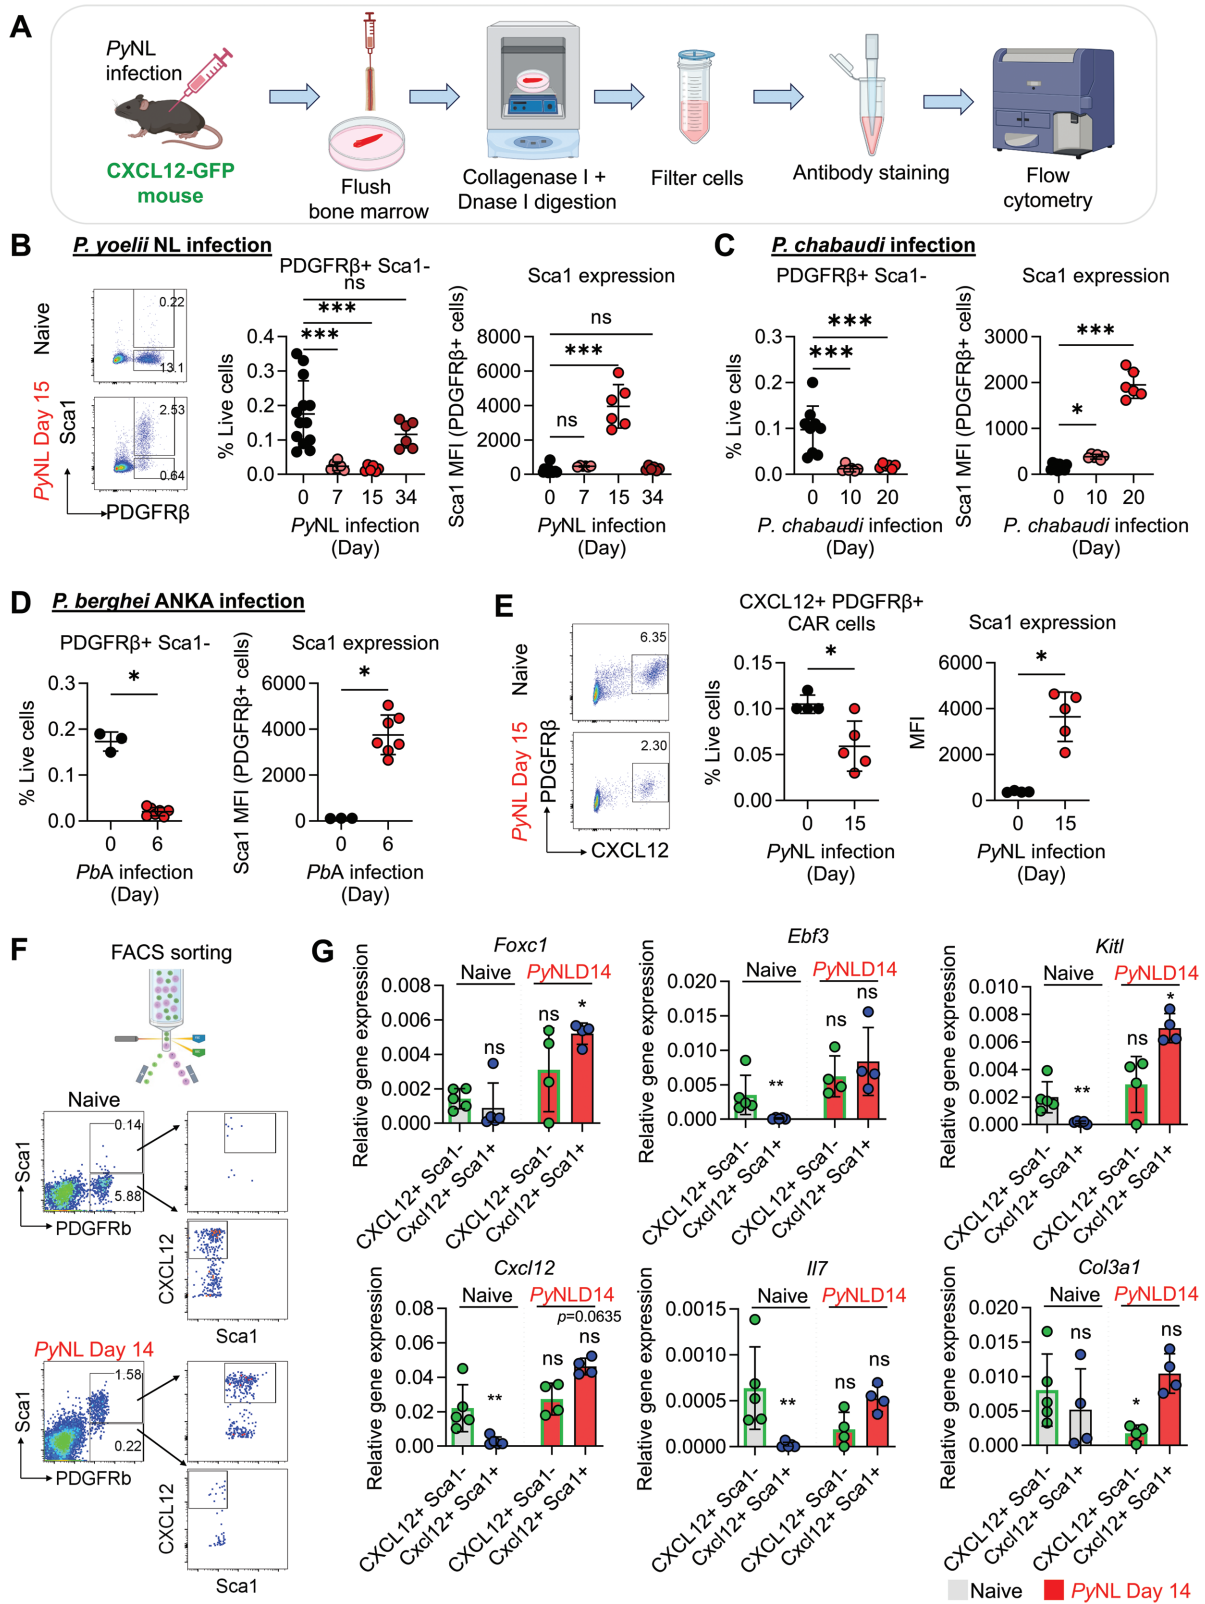 A
PyNL
infection
CXCL12-GFP
mouse
Flush
bone marrow
Collagenase I +
Dnase I digestion
Filter cells
Antibody staining
Flow
cytometry
B
P. yoelii NL infection
Naive
PyNL Day 15
0.22
13.1
2.53
0.64
Sca1
PDGFRβ
PDGFRβ+ Sca1-
ns
***
***
% Live cells
0.4
0.3
0.2
0.1
0.0
0
7
15
34
PyNL infection
(Day)
Sca1 expression
ns
***
ns
Sca1 MFI (PDGFRβ+ cells)
8000
6000
4000
2000
0
0
7
15
34
PyNL infection
(Day)
C
P. chabaudi infection
PDGFRβ+ Sca1-
***
***
% Live cells
0.3
0.2
0.1
0.0
0
10
20
P. chabaudi infection
(Day)
Sca1 expression
***
*
Sca1 MFI (PDGFRβ+ cells)
3000
2000
1000
0
0
10
20
P. chabaudi infection
(Day)
D
P. berghei ANKA infection
PDGFRβ+ Sca1-
*
% Live cells
0.3
0.2
0.1
0.0
0
6
PbA infection
(Day)
Sca1 expression
*
Sca1 MFI (PDGFRβ+ cells)
6000
4000
2000
0
0
6
PbA infection
(Day)
E
Naive
PyNL Day 15
6.35
2.30
PDGFRβ
CXCL12
CXCL12+ PDGFRβ+
CAR cells
*
% Live cells
0.15
0.10
0.05
0.00
0
15
PyNL infection
(Day)
Sca1 expression
*
MFI
6000
4000
2000
0
0
15
PyNL infection
(Day)
F
FACS sorting
Naive
0.14
5.88
Sca1
PDGFRb
CXCL12
Sca1
PyNL Day 14
1.58
0.22
Sca1
PDGFRb
CXCL12
Sca1
G
Foxc1
Naive
PyNLD14
ns
ns
*
Relative gene expression
0.008
0.006
0.004
0.002
0.000
CXCL12+ Sca1-
Cxcl12+ Sca1+
CXCL12+ Sca1-
Cxcl12+ Sca1+
Ebf3
Naive
PyNLD14
**
ns
ns
Relative gene expression
0.020
0.015
0.010
0.005
0.000
CXCL12+ Sca1-
Cxcl12+ Sca1+
CXCL12+ Sca1-
Cxcl12+ Sca1+
Kitl
Naive
PyNLD14
**
ns
*
Relative gene expression
0.010
0.008
0.006
0.004
0.002
0.000
CXCL12+ Sca1-
Cxcl12+ Sca1+
CXCL12+ Sca1-
Cxcl12+ Sca1+
Cxcl12
Naive
PyNLD14
p=0.0635
**
ns
ns
Relative gene expression
0.08
0.06
0.04
0.02
0.00
CXCL12+ Sca1-
Cxcl12+ Sca1+
CXCL12+ Sca1-
Cxcl12+ Sca1+
Il7
Naive
PyNLD14
**
ns
ns
Relative gene expression
0.0015
0.0010
0.0005
0.0000
CXCL12+ Sca1-
Cxcl12+ Sca1+
CXCL12+ Sca1-
Cxcl12+ Sca1+
Col3a1
Naive
PyNLD14
ns
*
ns
Relative gene expression
0.020
0.015
0.010
0.005
0.000
CXCL12+ Sca1-
Cxcl12+ Sca1+
CXCL12+ Sca1-
Cxcl12+ Sca1+
Naive
PyNL Day 14